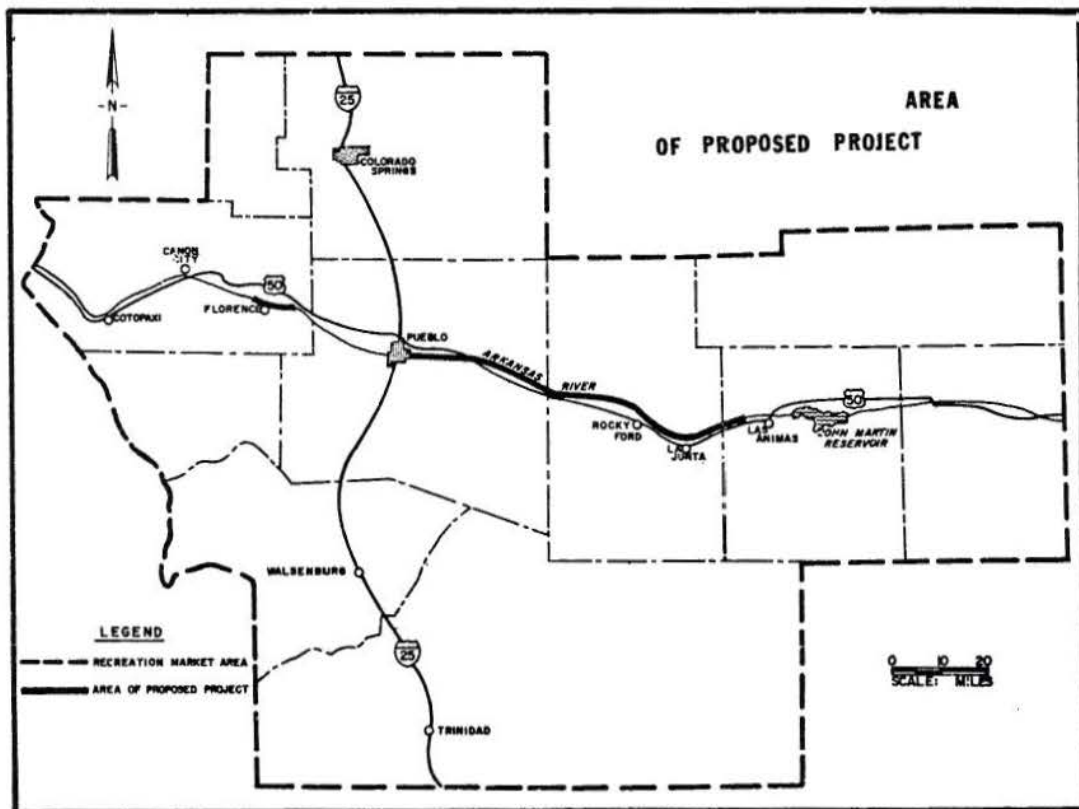 AREA
OF PROPOSED PROJECT
-N-
25
COLORADO
SPRINGS
CANON
CITY
50
COTOPAXI
FLORENCE
PUEBLO
ARKANSAS
RIVER
50
ROCKY
FORD
LA
JUNTA
LAS
ANIMAS
JOHN MARTIN
RESERVOIR
WALSENBURG
LEGEND
RECREATION MARKET AREA
AREA OF PROPOSED PROJECT
25
TRINIDAD
0 10 20
SCALE: MILES